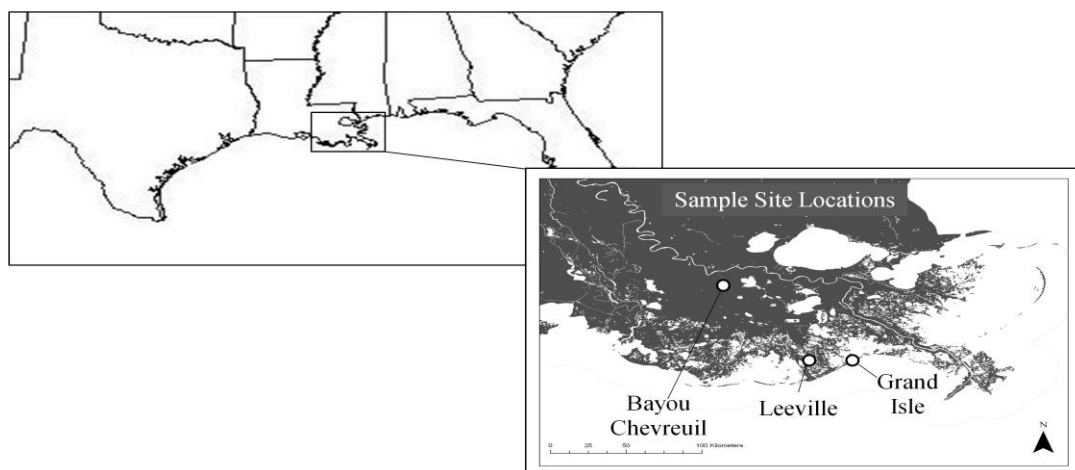 Sample Site Locations
Bayou
Chevreuil
Leeville
Grand
Isle
0 25 50 100 Kilometers
N